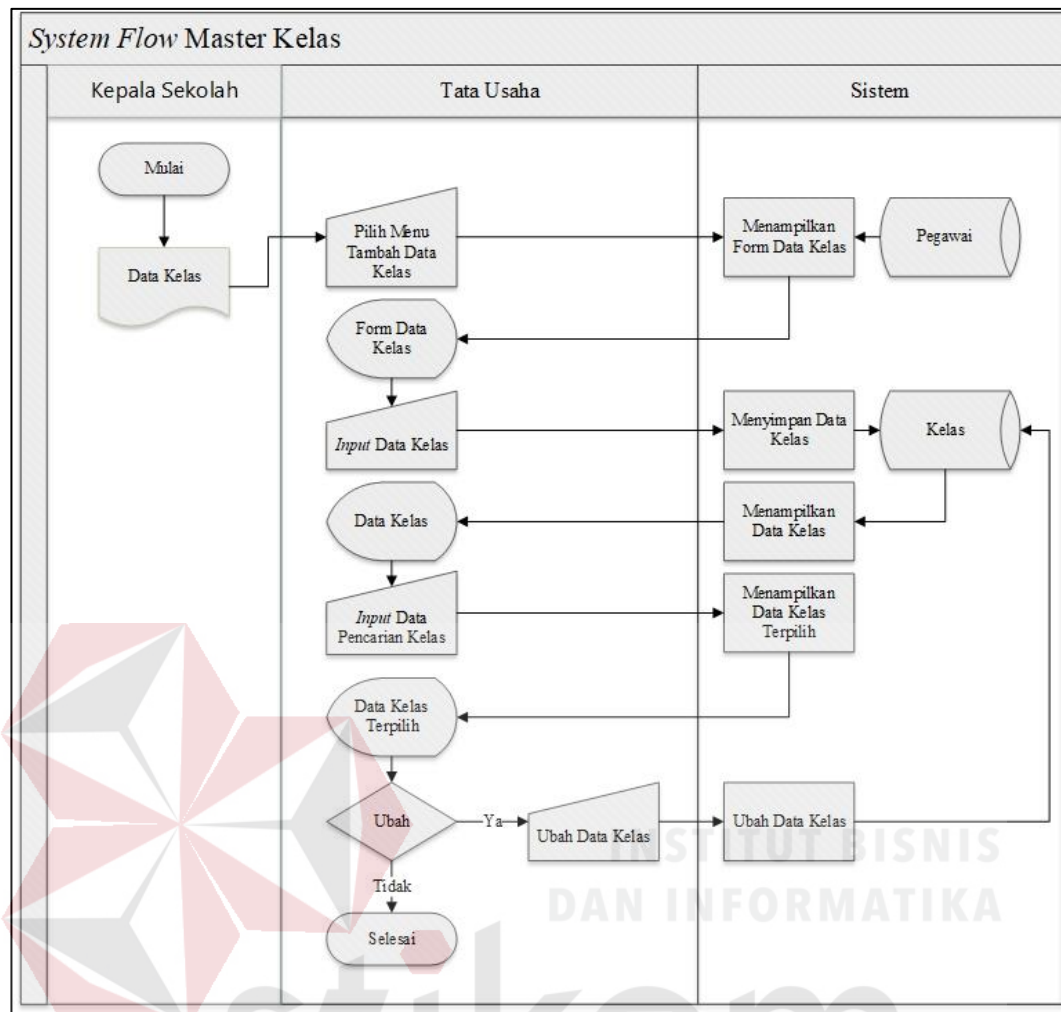 System Flow Master Kelas
Kepala Sekolah
Tata Usaha
Sistem
Mulai
Data Kelas
Pilih Menu
Tambah Data
Kelas
Menampilkan
Form Data Kelas
Pegawai
Form Data
Kelas
Input Data Kelas
Menyimpan Data
Kelas
Kelas
Data Kelas
Menampilkan
Data Kelas
Input Data
Pencarian Kelas
Menampilkan
Data Kelas
Terpilih
Data Kelas
Terpilih
Ubah
Ya
Ubah Data Kelas
Ubah Data Kelas
Tidak
Selesai
INSTITUT BISNIS
DAN INFORMATIKA
stikom